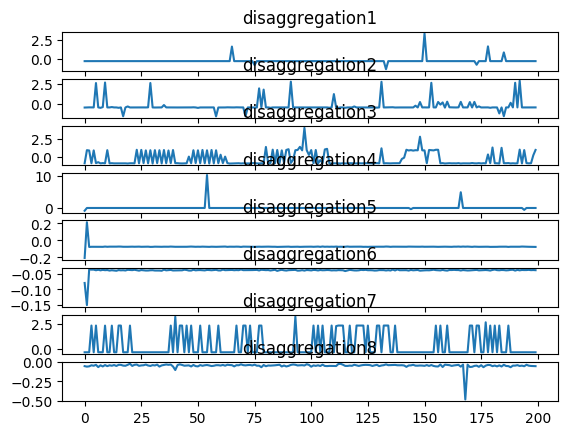 disaggregation1
2.5
0.0
disaggregation2
2.5
0.0
disaggregation3
2.5
0.0
disaggregation4
10
0
disaggregation5
0.2
0.0
−0.2
disaggregation6
−0.05
−0.10
−0.15
disaggregation7
2.5
0.0
disaggregation8
0.00
−0.25
−0.50
0 25 50 75 100 125 150 175 200